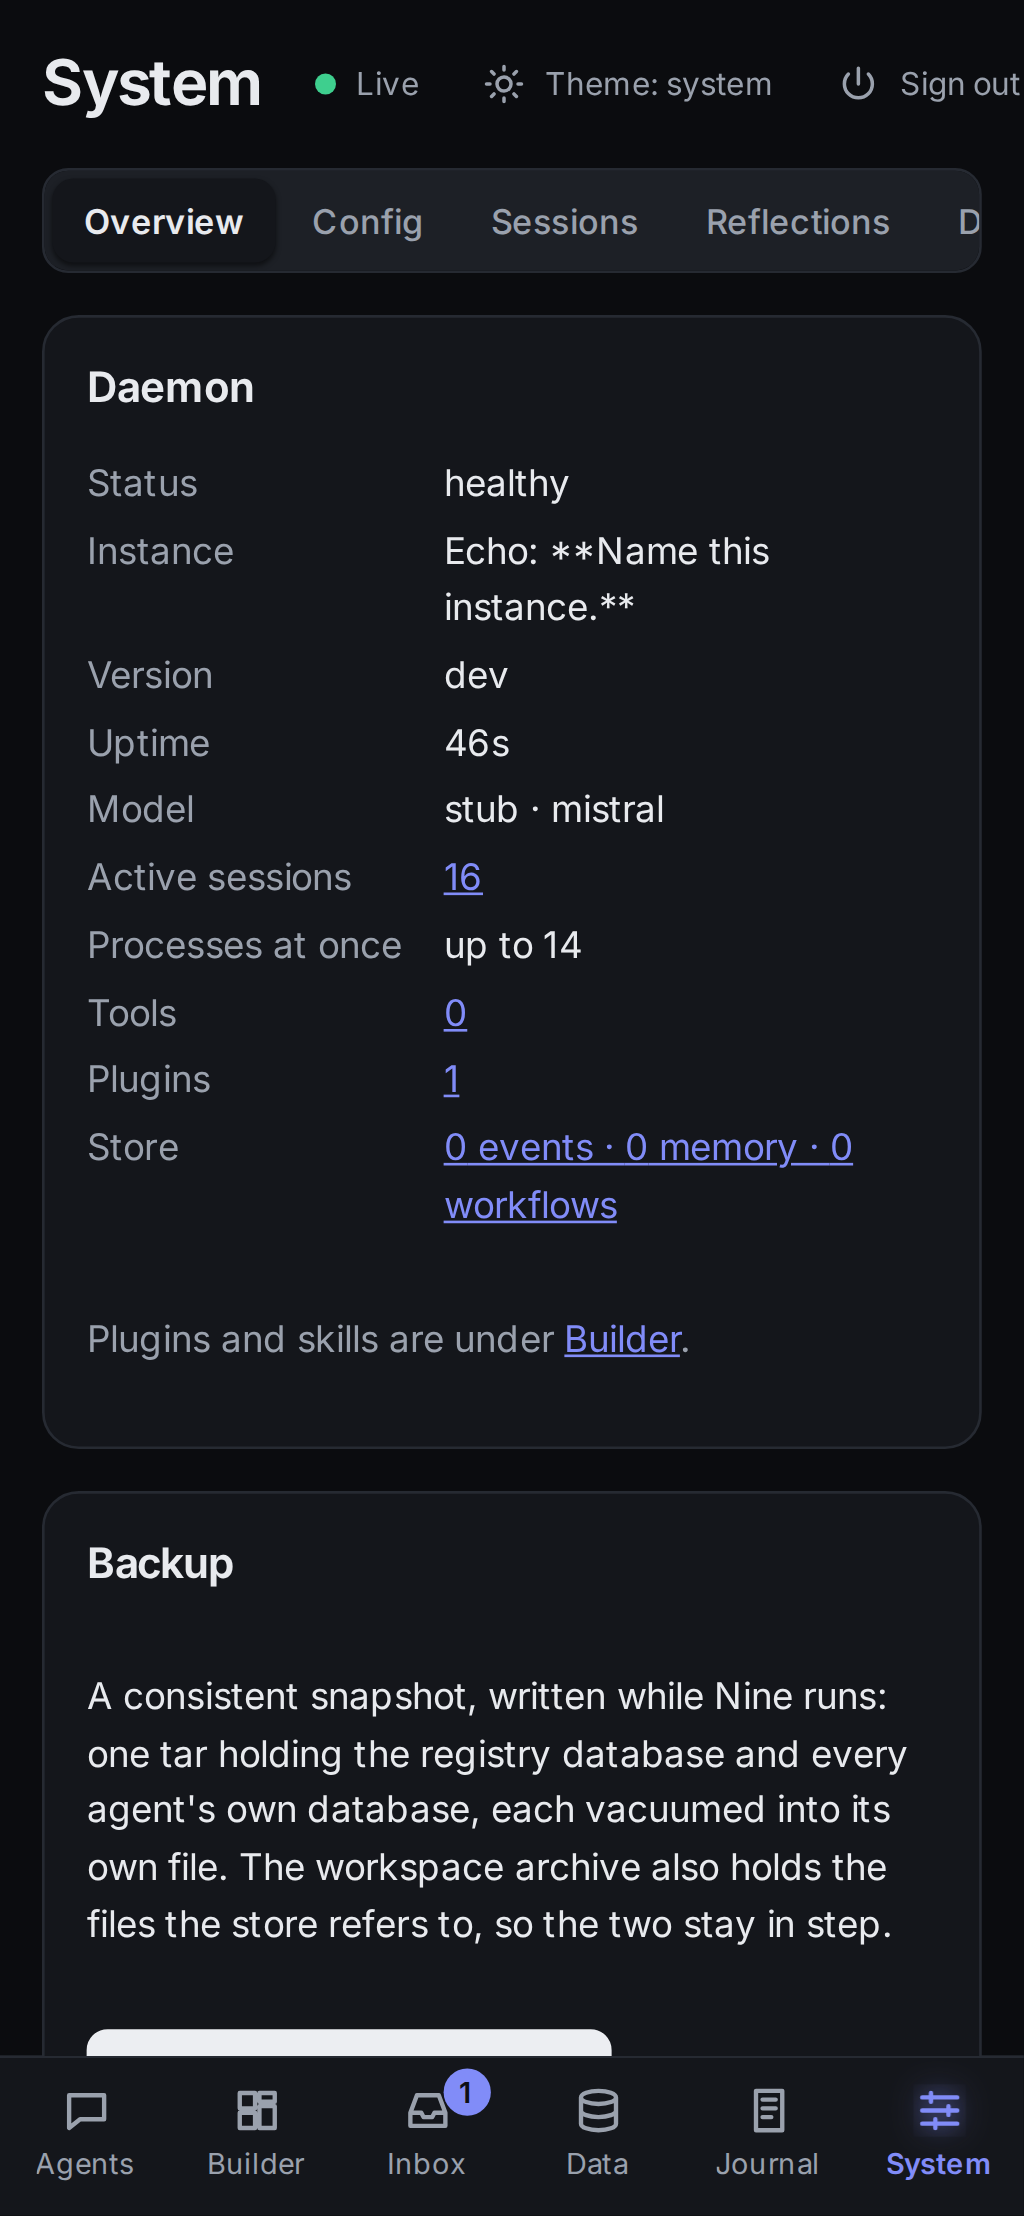 System
Live
Theme: system
Sign out
Overview
Config
Sessions
Reflections
D
Daemon
Status healthy
Instance Echo: **Name this
instance.**
Version dev
Uptime 46s
Model stub · mistral
Active sessions 16
Processes at once up to 14
Tools 0
Plugins 1
Store 0 events · 0 memory · 0
workflows
Plugins and skills are under Builder.
Backup
A consistent snapshot, written while Nine runs:
one tar holding the registry database and every
agent's own database, each vacuumed into its
own file. The workspace archive also holds the
files the store refers to, so the two stay in step.
1
Agents
Builder
Inbox
Data
Journal
System